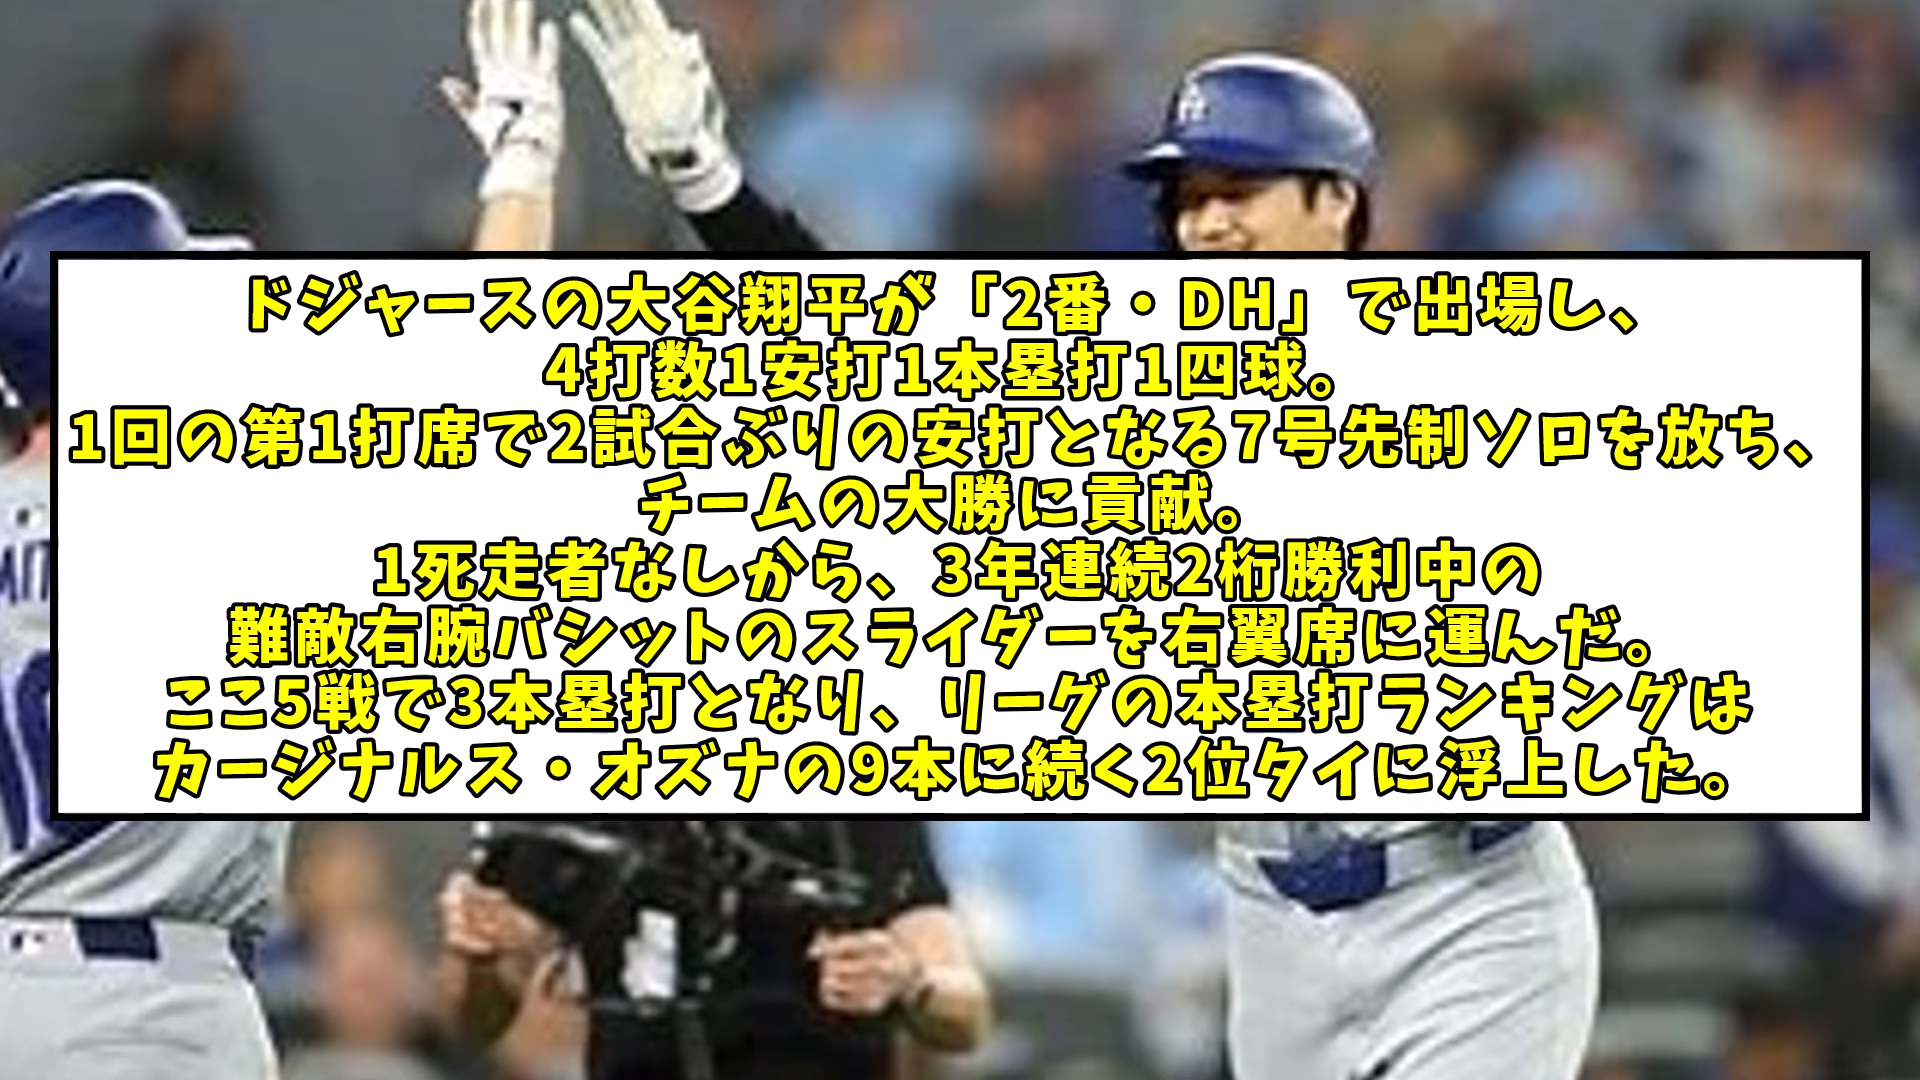 ドジャースの大谷翔平が「2番・DH」で出場し、
4打数1安打1本塁打1四球。
1回の第1打席で2試合ぶりの安打となる7号先制ソロを放ち、
チームの大勝に貢献。
1死走者なしから、3年連続2桁勝利中の
難敵右腕バシットのスライダーを右翼席に運んだ。
ここ5戦で3本塁打となり、リーグの本塁打ランキングは
カージナルス・オズナの9本に続く2位タイに浮上した。